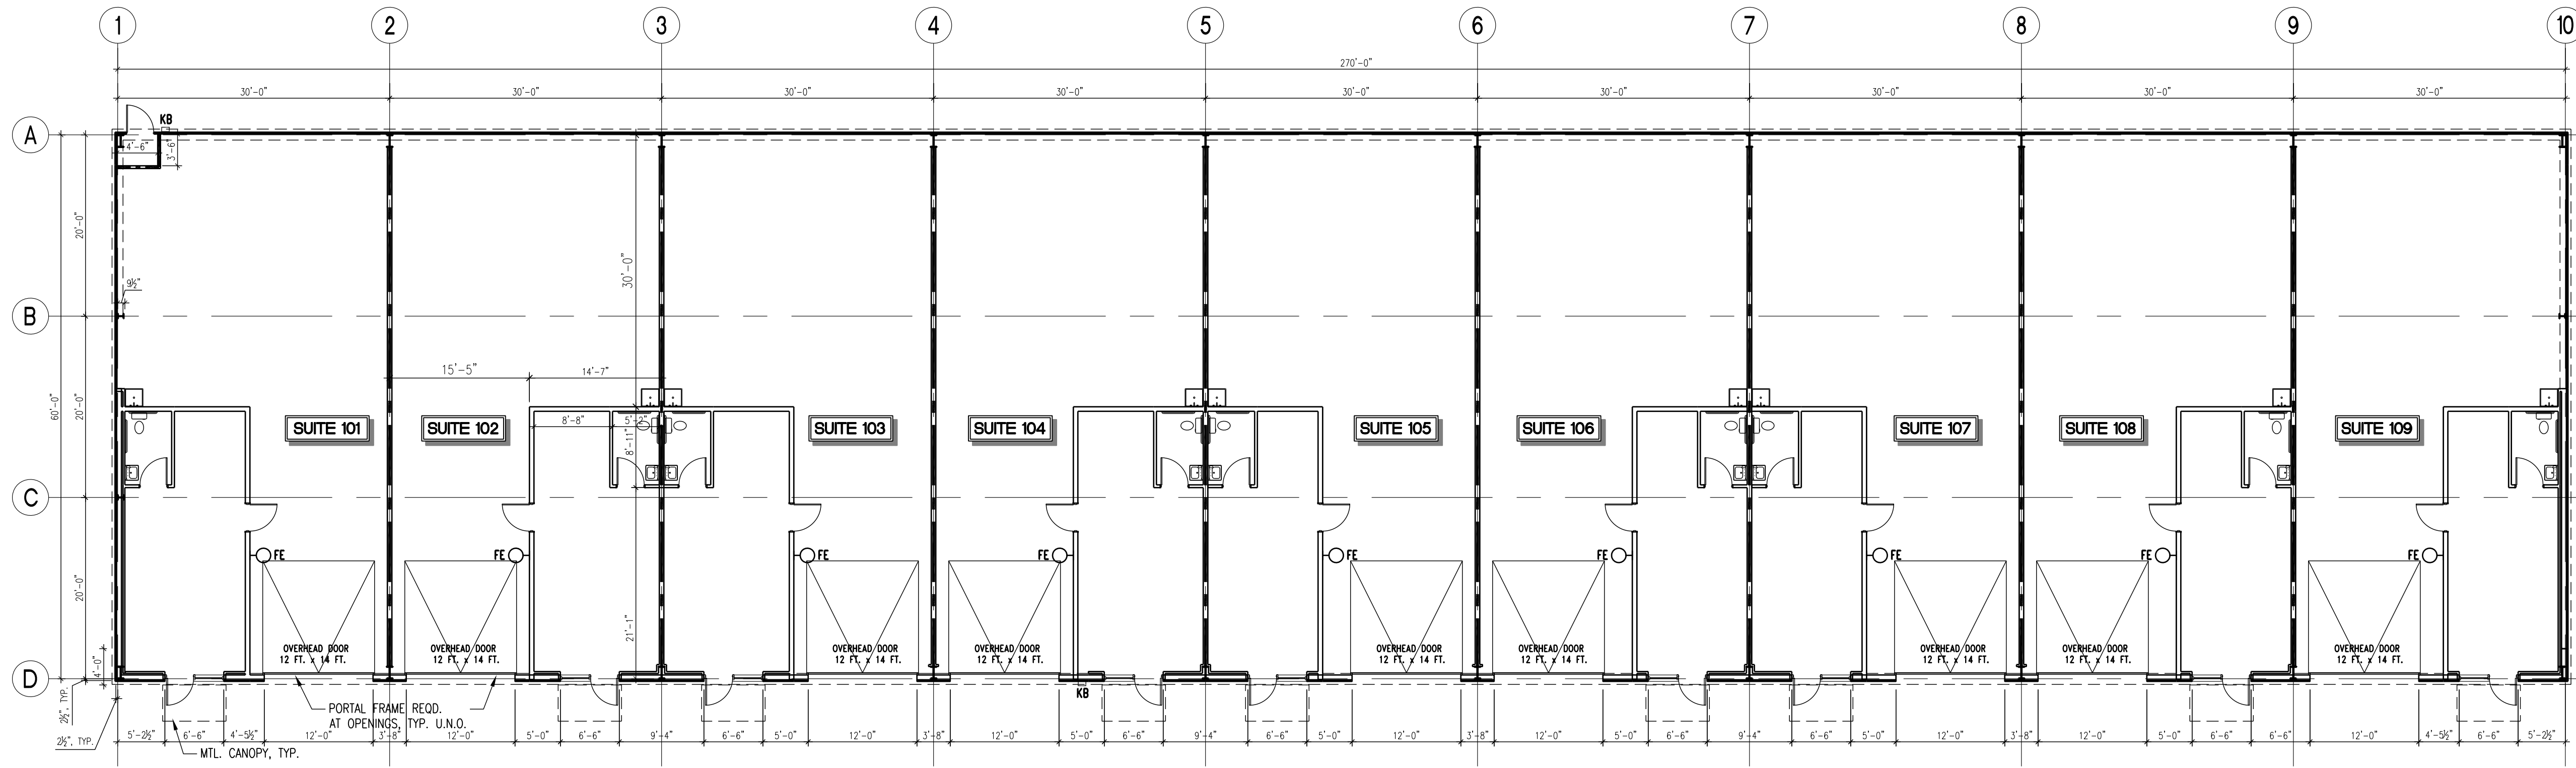 1 2 3 4 5 6 7 8 9 10
270'-0"
30'-0" 30'-0" 30'-0" 30'-0" 30'-0" 30'-0" 30'-0" 30'-0" 30'-0"
A
KB
4'-6"
3'-6"
20'-0"
30'-0"
9½"
B
15'-5"
14'-7"
60'-0"
20'-0"
8'-8"
5'-2"
8'-11"
SUITE 101
SUITE 102
SUITE 103
SUITE 104
SUITE 105
SUITE 106
SUITE 107
SUITE 108
SUITE 109
C
FE FE FE FE FE FE FE FE FE
20'-0"
21'-1"
OVERHEAD DOOR
12 FT. x 14 FT.
OVERHEAD DOOR
12 FT. x 14 FT.
OVERHEAD DOOR
12 FT. x 14 FT.
OVERHEAD DOOR
12 FT. x 14 FT.
OVERHEAD DOOR
12 FT. x 14 FT.
OVERHEAD DOOR
12 FT. x 14 FT.
OVERHEAD DOOR
12 FT. x 14 FT.
OVERHEAD DOOR
12 FT. x 14 FT.
OVERHEAD DOOR
12 FT. x 14 FT.
4'-0"
D
KB
2½", TYP.
2½", TYP.
PORTAL FRAME REQD.
AT OPENINGS, TYP. U.N.O.
MTL. CANOPY, TYP.
5'-2½" 6'-6" 4'-5½" 12'-0" 3'-8" 12'-0" 5'-0" 6'-6" 9'-4" 6'-6" 5'-0" 12'-0" 3'-8" 12'-0" 5'-0" 6'-6" 9'-4" 6'-6" 5'-0" 12'-0" 3'-8" 12'-0" 5'-0" 6'-6" 9'-4" 6'-6" 5'-0" 12'-0" 3'-8" 12'-0" 5'-0" 6'-6" 6'-6" 12'-0" 4'-5½" 6'-6" 5'-2½"